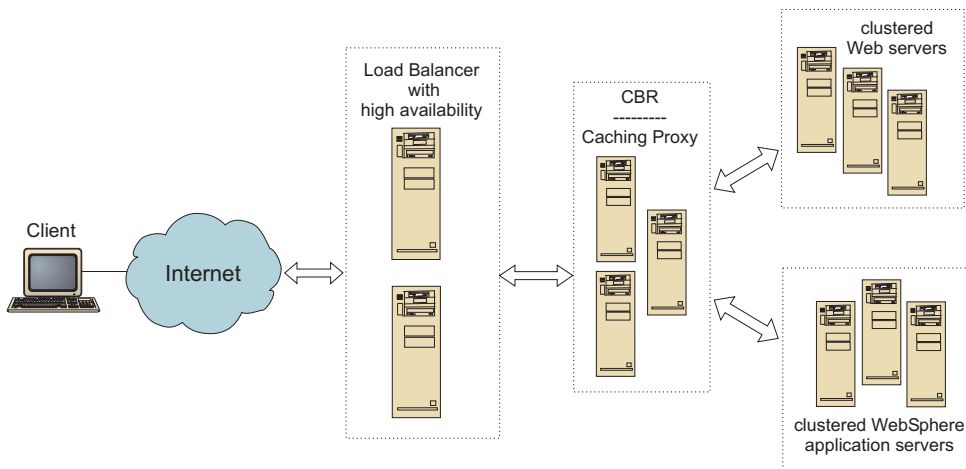 Client
Internet
Load Balancer
with
high availability
CBR
---------
Caching Proxy
clustered
Web servers
clustered WebSphere
application servers